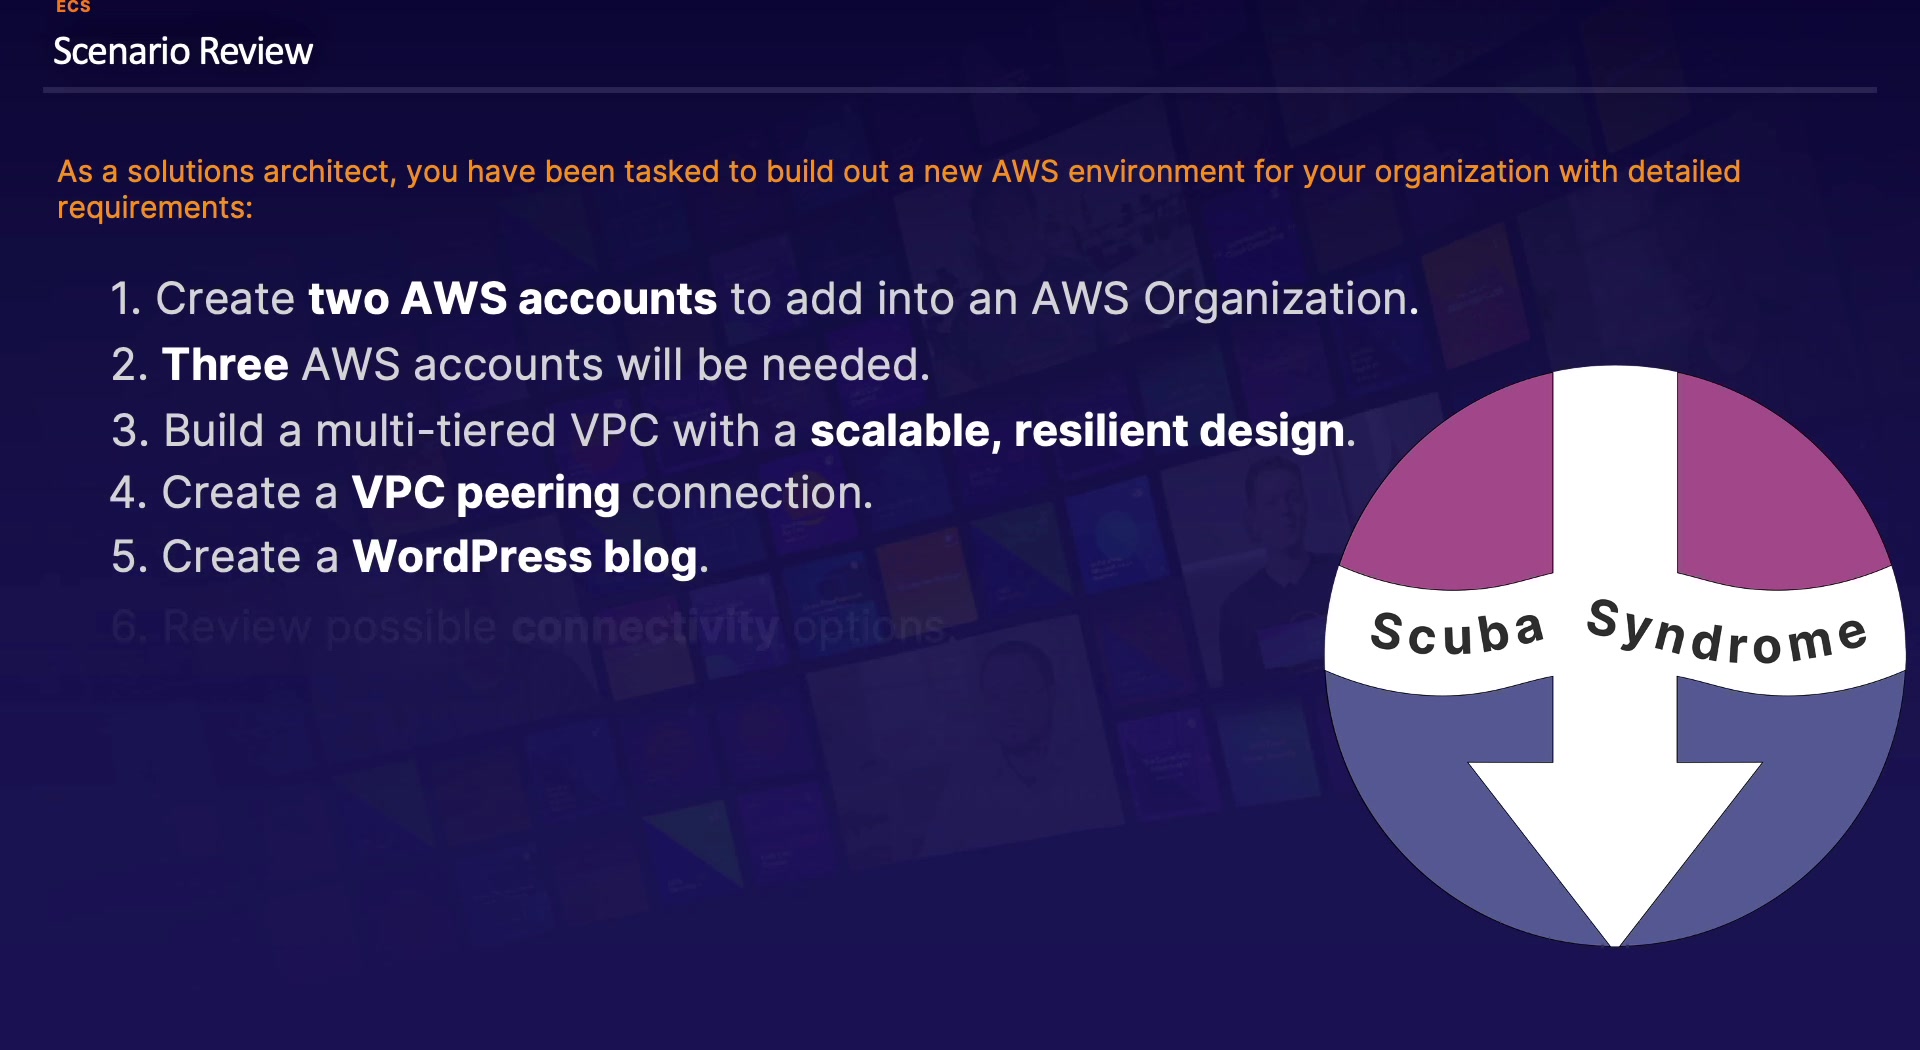 ECS
Scenario Review
As a solutions architect, you have been tasked to build out a new AWS environment for your organization with detailed
requirements:
1. Create two AWS accounts to add into an AWS Organization.
2. Three AWS accounts will be needed.
3. Build a multi-tiered VPC with a scalable, resilient design.
4. Create a VPC peering connection.
5. Create a WordPress blog.
6. Review possible connectivity options.
Scuba Syndrome